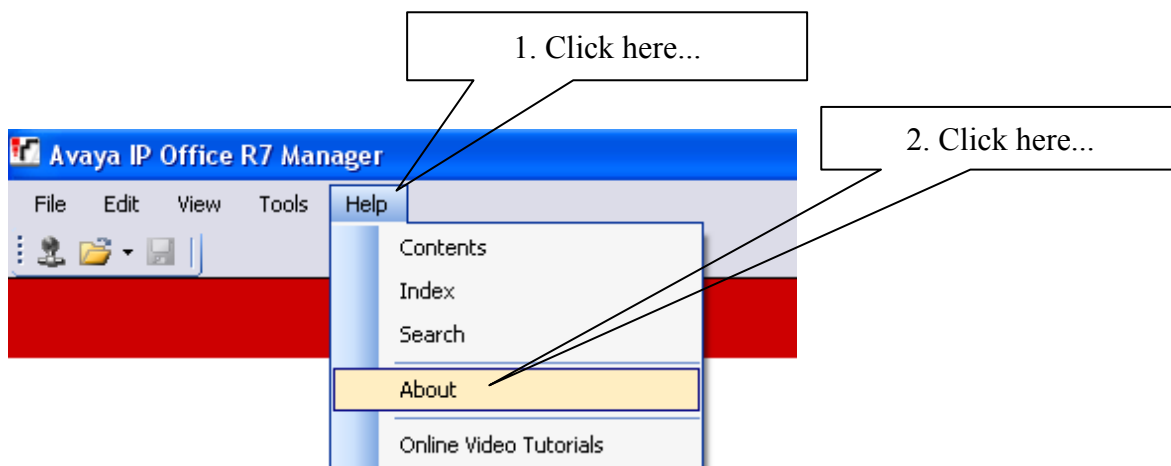 1. Click here...
2. Click here...
Avaya IP Office R7 Manager
File Edit View Tools Help
Contents
Index
Search
About
Online Video Tutorials